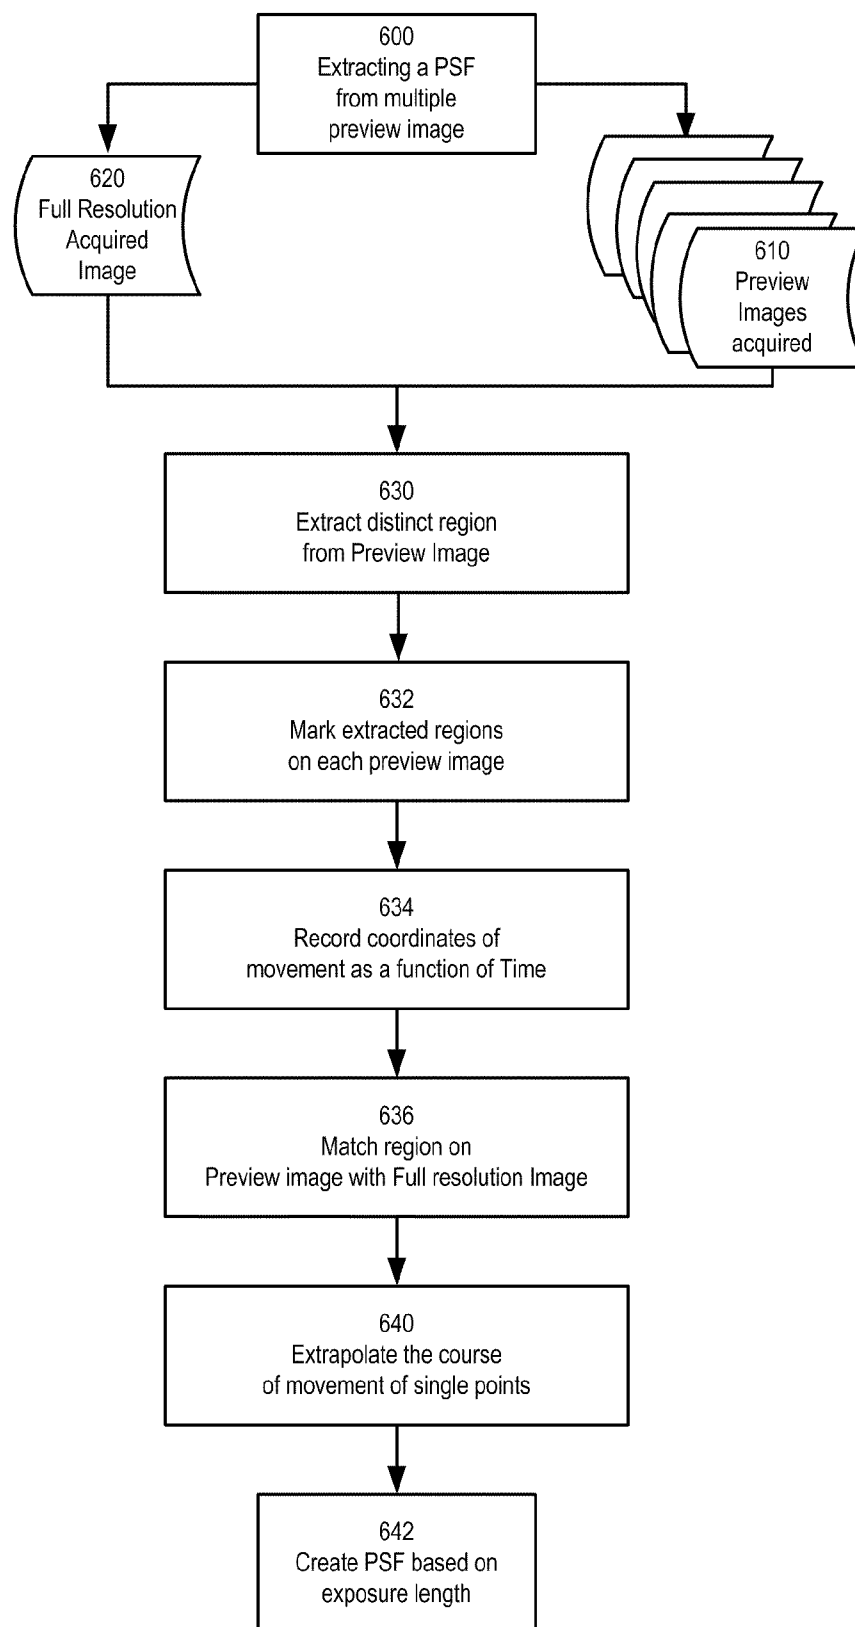 600
Extracting a PSF
from multiple
preview image
620
Full Resolution
Acquired
Image
610
Preview
Images
acquired
630
Extract distinct region
from Preview Image
632
Mark extracted regions
on each preview image
634
Record coordinates of
movement as a function of Time
636
Match region on
Preview image with Full resolution Image
640
Extrapolate the course
of movement of single points
642
Create PSF based on
exposure length